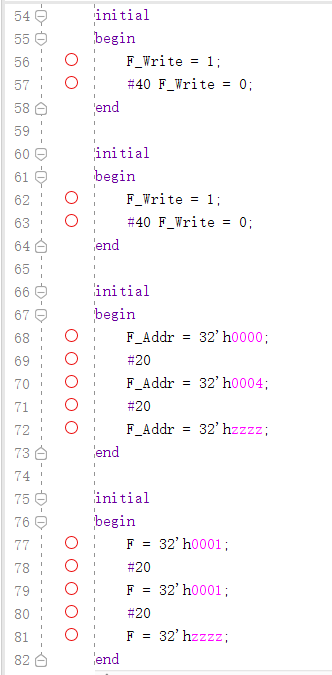 54 initial
55 begin
56 F_Write = 1;
57 #40 F_Write = 0;
58 end
59
60 initial
61 begin
62 F_Write = 1;
63 #40 F_Write = 0;
64 end
65
66 initial
67 begin
68 F_Addr = 32'h0000;
69 #20
70 F_Addr = 32'h0004;
71 #20
72 F_Addr = 32'hzzzz;
73 end
74
75 initial
76 begin
77 F = 32'h0001;
78 #20
79 F = 32'h0001;
80 #20
81 F = 32'hzzzz;
82 end